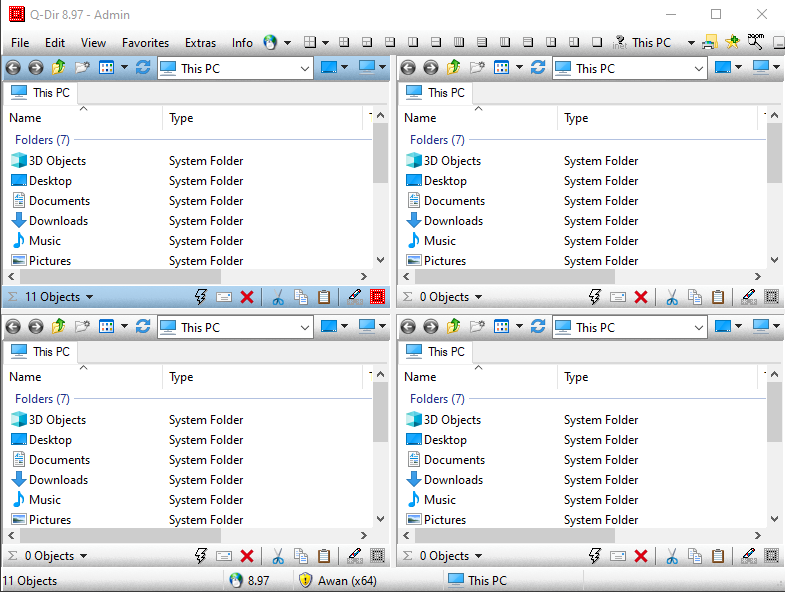 Q-Dir 8.97 - Admin
File Edit View Favorites Extras Info This PC
This PC
This PC
Name Type
Folders (7)
3D Objects System Folder
Desktop System Folder
Documents System Folder
Downloads System Folder
Music System Folder
Pictures System Folder
11 Objects
This PC
This PC
Name Type
Folders (7)
3D Objects System Folder
Desktop System Folder
Documents System Folder
Downloads System Folder
Music System Folder
Pictures System Folder
0 Objects
This PC
This PC
Name Type
Folders (7)
3D Objects System Folder
Desktop System Folder
Documents System Folder
Downloads System Folder
Music System Folder
Pictures System Folder
0 Objects
This PC
This PC
Name Type
Folders (7)
3D Objects System Folder
Desktop System Folder
Documents System Folder
Downloads System Folder
Music System Folder
Pictures System Folder
0 Objects
11 Objects 8.97 Awan (x64) This PC